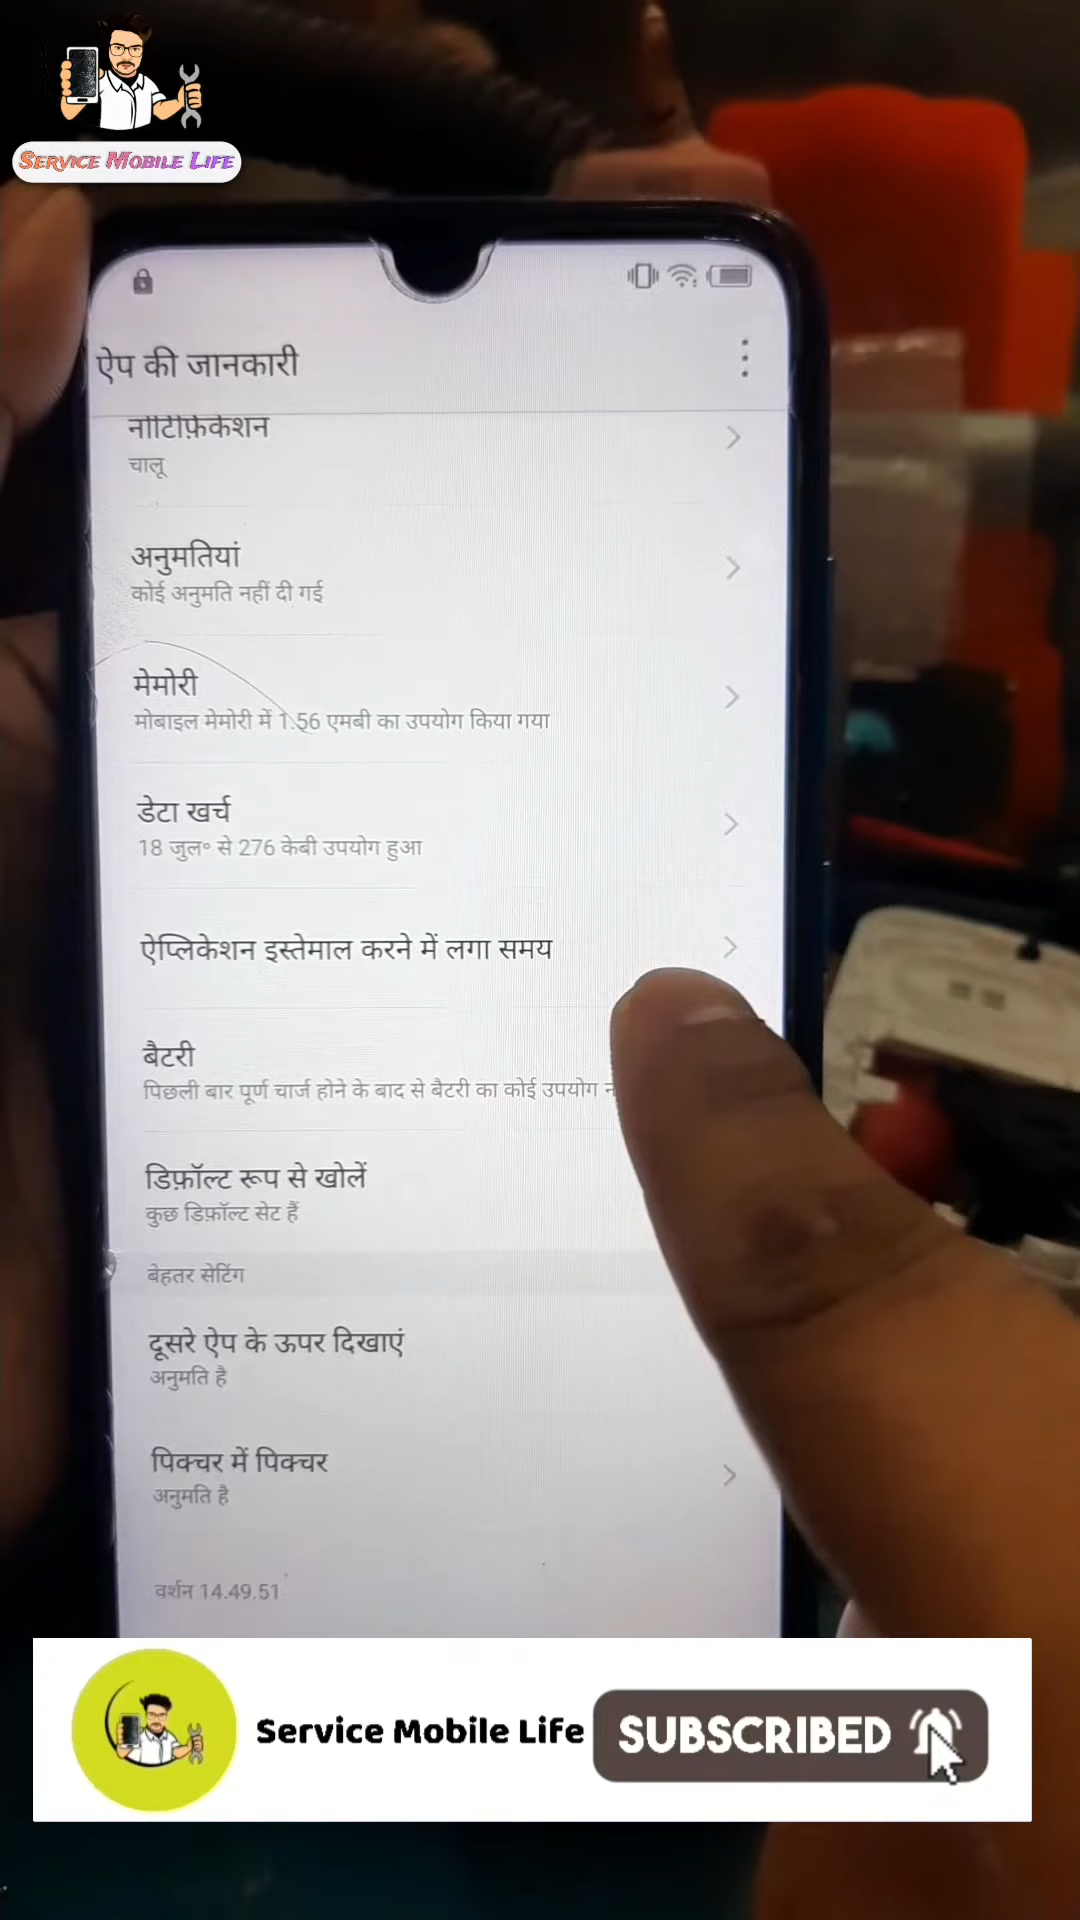 SERVICE MOBILE LIFE
ऐप की जानकारी
नोटिफ़िकेशन
चालू
अनुमतियां
कोई अनुमति नहीं दी गई
मेमोरी
मोबाइल मेमोरी में 1.56 एमबी का उपयोग किया गया
डेटा खर्च
18 जुल॰ से 276 केबी उपयोग हुआ
ऐप्लिकेशन इस्तेमाल करने में लगा समय
बैटरी
पिछली बार पूर्ण चार्ज होने के बाद से बैटरी का कोई उपयोग
डिफ़ॉल्ट रूप से खोलें
कुछ डिफ़ॉल्ट सेट हैं
बेहतर सेटिंग
दूसरे ऐप के ऊपर दिखाएं
अनुमति है
पिक्चर में पिक्चर
अनुमति है
वर्शन 14.49.51
Service Mobile Life
SUBSCRIBED